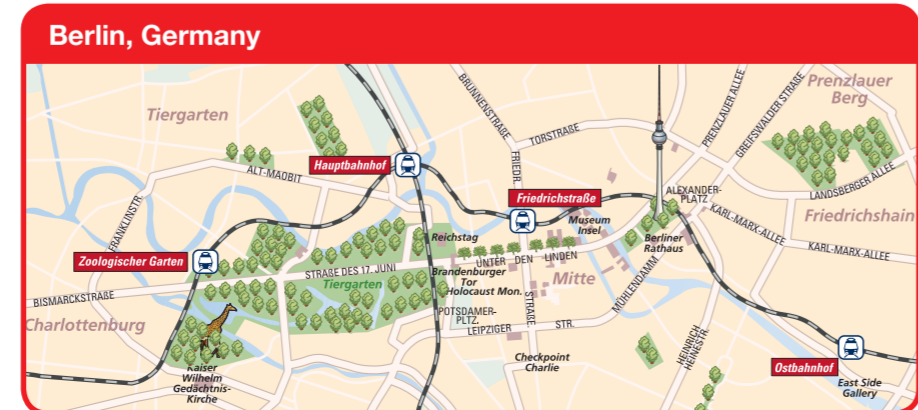 Berlin, Germany
Tiergarten
BRUNNENSTRASSE
TORSTRAßE
PRENZLAUER ALLEE
GREIFSWALDER STRAßE
Prenzlauer
Berg
Hauptbahnhof
ALT-MAOBIT
FRIEDR.
Friedrichstraße
ALEXANDER-
PLATZ
LANDSBERGER ALLEE
FRANKLINSTR.
Museum
Insel
KARL-MARX-ALLEE
Friedrichshain
Zoologischer Garten
Reichstag
Berliner
Rathaus
KARL-MARX-ALLEE
STRAßE DES 17. JUNI
UNTER DEN LINDEN
Tiergarten
Brandenburger
Tor
Holocaust Mon.
Mitte
MÜHLENDAMM
BISMARCKSTRAßE
Charlottenburg
POTSDAMER-
PLTZ.
LEIPZIGER STR.
STRAßE
HEINRICH
HEINESTR.
Checkpoint
Charlie
Kaiser
Wilhelm
Gedächtnis-
Kirche
Ostbahnhof
East Side
Gallery